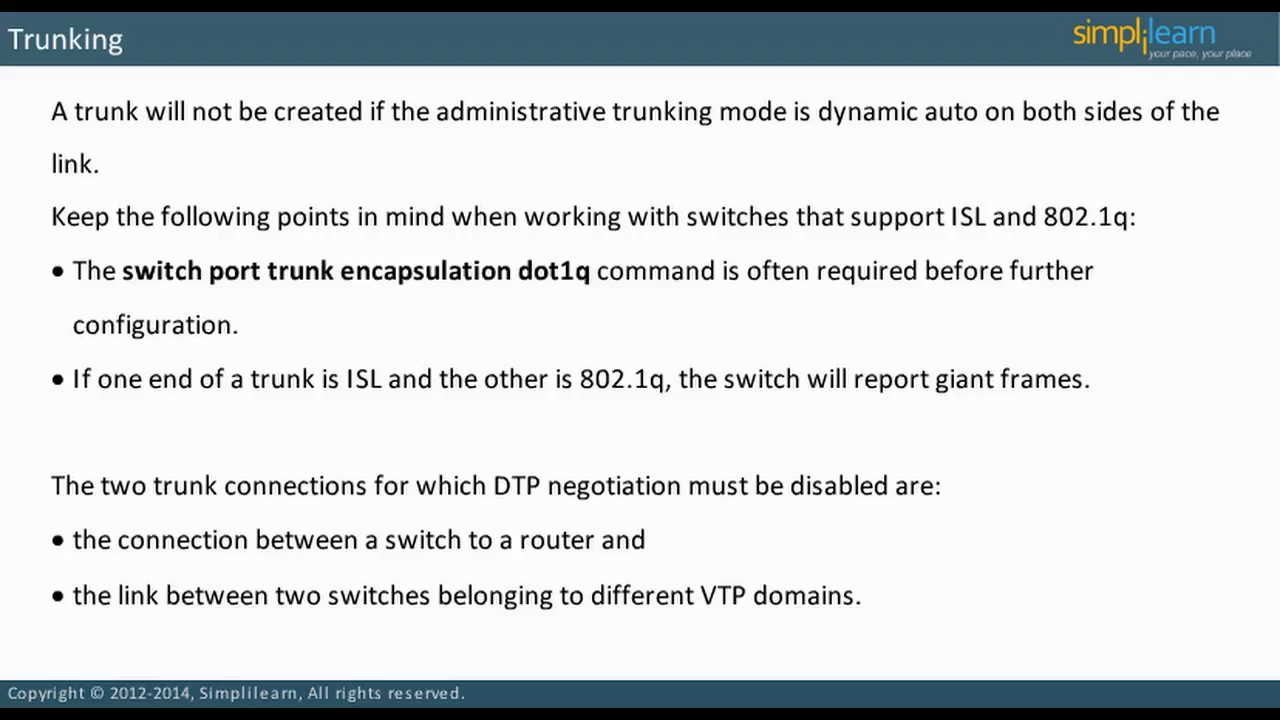 Trunking
simplilearn
your pace, your place
A trunk will not be created if the administrative trunking mode is dynamic auto on both sides of the
link.
Keep the following points in mind when working with switches that support ISL and 802.1q:
• The switch port trunk encapsulation dot1q command is often required before further
configuration.
• If one end of a trunk is ISL and the other is 802.1q, the switch will report giant frames.
The two trunk connections for which DTP negotiation must be disabled are:
• the connection between a switch to a router and
• the link between two switches belonging to different VTP domains.
Copyright © 2012-2014, Simplilearn, All rights reserved.